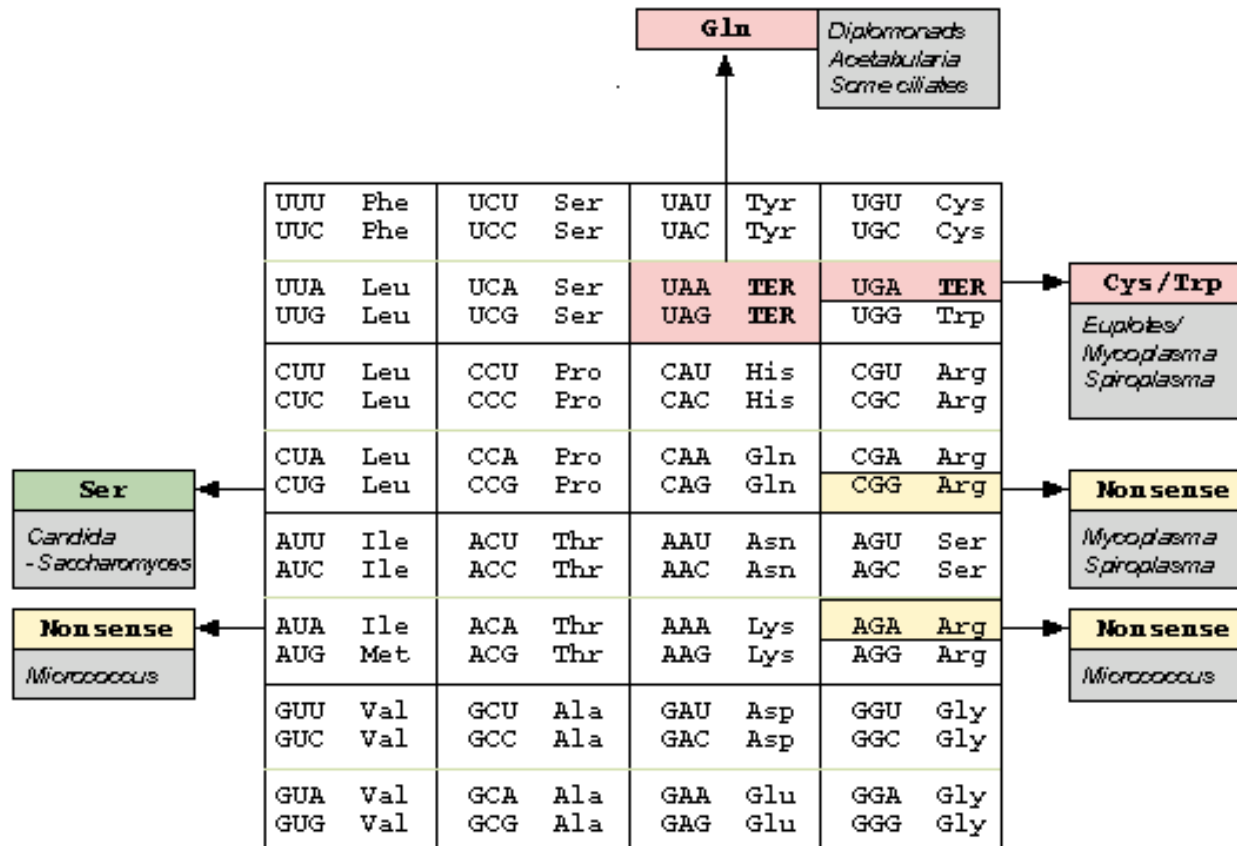 Gln
Diplomonads
Acetabularia
Some ciliates
UUU Phe UCU Ser UAU Tyr UGU Cys
UUC Phe UCC Ser UAC Tyr UGC Cys
UUA Leu UCA Ser UAA TER UGA TER
UUG Leu UCG Ser UAG TER UGG Trp
Cys/Trp
Euplotes/
Mycoplasma
Spiroplasma
CUU Leu CCU Pro CAU His CGU Arg
CUC Leu CCC Pro CAC His CGC Arg
CUA Leu CCA Pro CAA Gln CGA Arg
CUG Leu CCG Pro CAG Gln CGG Arg
Ser
Candida
- Saccharomyces
Nonsense
Mycoplasma
Spiroplasma
AUU Ile ACU Thr AAU Asn AGU Ser
AUC Ile ACC Thr AAC Asn AGC Ser
AUA Ile ACA Thr AAA Lys AGA Arg
AUG Met ACG Thr AAG Lys AGG Arg
Nonsense
Micrococcus
Nonsense
Micrococcus
GUU Val GCU Ala GAU Asp GGU Gly
GUC Val GCC Ala GAC Asp GGC Gly
GUA Val GCA Ala GAA Glu GGA Gly
GUG Val GCG Ala GAG Glu GGG Gly